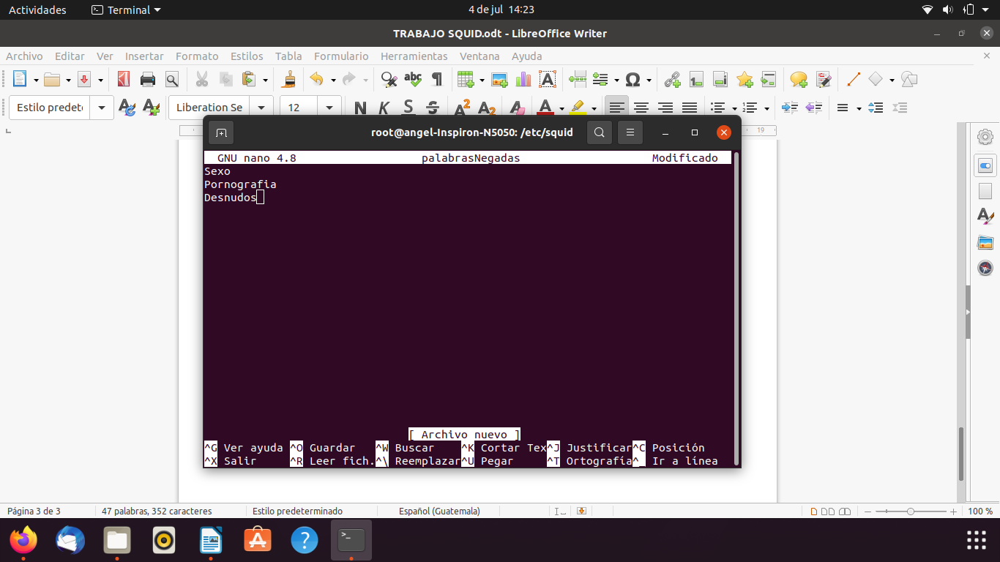 Actividades Terminal 4 de jul 14:23
TRABAJO SQUID.odt - LibreOffice Writer
Archivo Editar Ver Insertar Formato Estilos Tabla Formulario Herramientas Ventana Ayuda
Estilo predet Liberation Se 12
19
root@angel-Inspiron-N5050: /etc/squid
GNU nano 4.8 palabrasNegadas Modificado
Sexo
Pornografia
Desnudos
[ Archivo nuevo ]
^G Ver ayuda ^O Guardar ^W Buscar ^K Cortar Tex ^J Justificar ^C Posición
^X Salir ^R Leer fich. ^\ Reemplazar ^U Pegar ^T Ortografía ^_ Ir a línea
Página 3 de 3 47 palabras, 352 caracteres Estilo predeterminado Español (Guatemala) 100 %